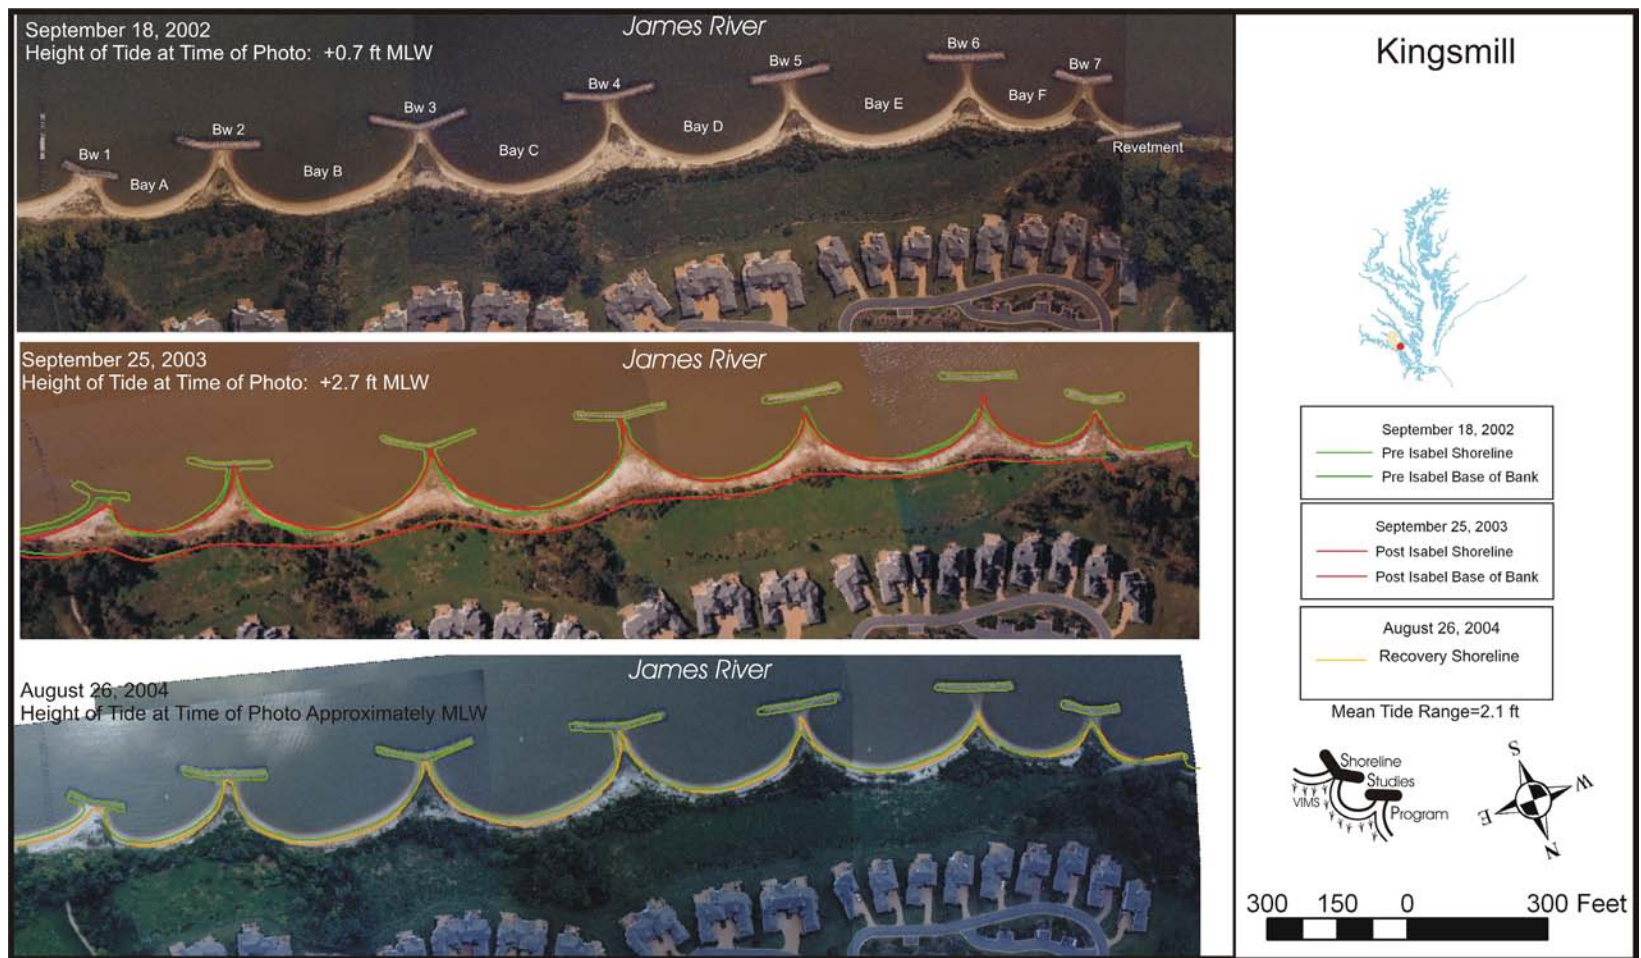 September 18, 2002
Height of Tide at Time of Photo: +0.7 ft MLW
James River
Bw 1
Bw 2
Bw 3
Bw 4
Bw 5
Bw 6
Bw 7
Bay A
Bay B
Bay C
Bay D
Bay E
Bay F
Revetment
September 25, 2003
Height of Tide at Time of Photo: +2.7 ft MLW
James River
August 26, 2004
Height of Tide at Time of Photo Approximately MLW
James River
Kingsmill
September 18, 2002
Pre Isabel Shoreline
Pre Isabel Base of Bank
September 25, 2003
Post Isabel Shoreline
Post Isabel Base of Bank
August 26, 2004
Recovery Shoreline
Mean Tide Range=2.1 ft
Shoreline
Studies
Program
VIMS
S
W
E
N
300 150 0 300 Feet